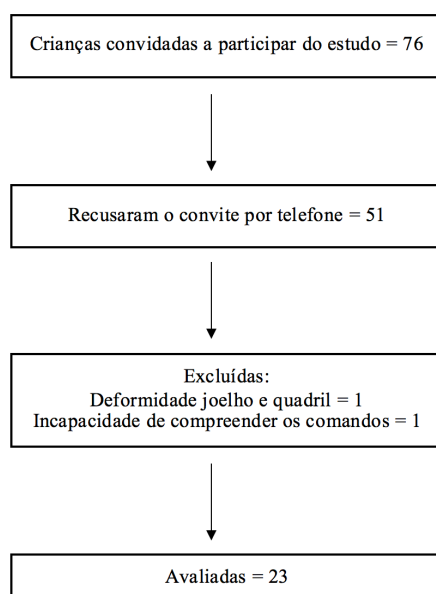 Crianças convidadas a participar do estudo = 76
Recusaram o convite por telefone = 51
Excluídas:
Deformidade joelho e quadril = 1
Incapacidade de compreender os comandos = 1
Avaliadas = 23